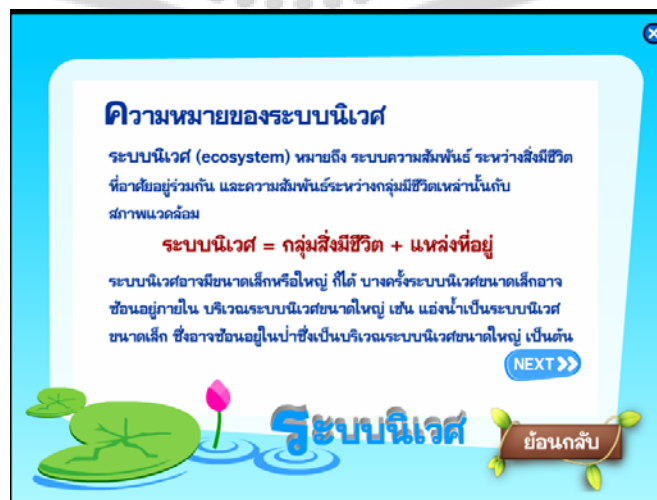 ความหมายของระบบนิเวศ
ระบบนิเวศ (ecosystem) หมายถึง ระบบความสัมพันธ์ ระหว่างสิ่งมีชีวิต
ที่อาศัยอยู่ร่วมกัน และความสัมพันธ์ระหว่างกลุ่มมีชีวิตเหล่านั้นกับ
สภาพแวดล้อม
ระบบนิเวศ = กลุ่มสิ่งมีชีวิต + แหล่งที่อยู่
ระบบนิเวศอาจมีขนาดเล็กหรือใหญ่ ก็ได้ บางครั้งระบบนิเวศขนาดเล็กอาจ
ซ้อนอยู่ภายใน บริเวณระบบนิเวศขนาดใหญ่ เช่น แอ่งน้ำเป็นระบบนิเวศ
ขนาดเล็ก ซึ่งอาจซ้อนอยู่ในป่าซึ่งเป็นบริเวณระบบนิเวศขนาดใหญ่ เป็นต้น
NEXT
ระบบนิเวศ
ย้อนกลับ